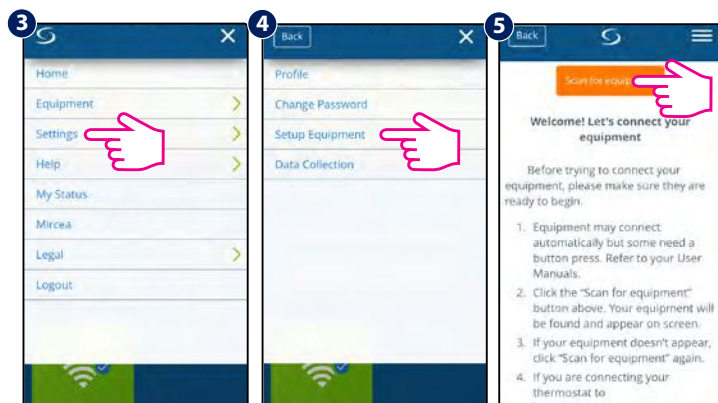 3
Home
Equipment
Settings
Help
My Status
Mircea
Legal
Logout
4
Back
Profile
Change Password
Setup Equipment
Data Collection
5
Back
Scan for equip
Welcome! Let's connect your
equipment
Before trying to connect your
equipment, please make sure they are
ready to begin.
1. Equipment may connect
automatically but some need a
button press. Refer to your User
Manuals.
2. Click the "Scan for equipment"
button above. Your equipment will
be found and appear on screen.
3. If your equipment doesn't appear,
click "Scan for equipment" again.
4. If you are connecting your
thermostat to